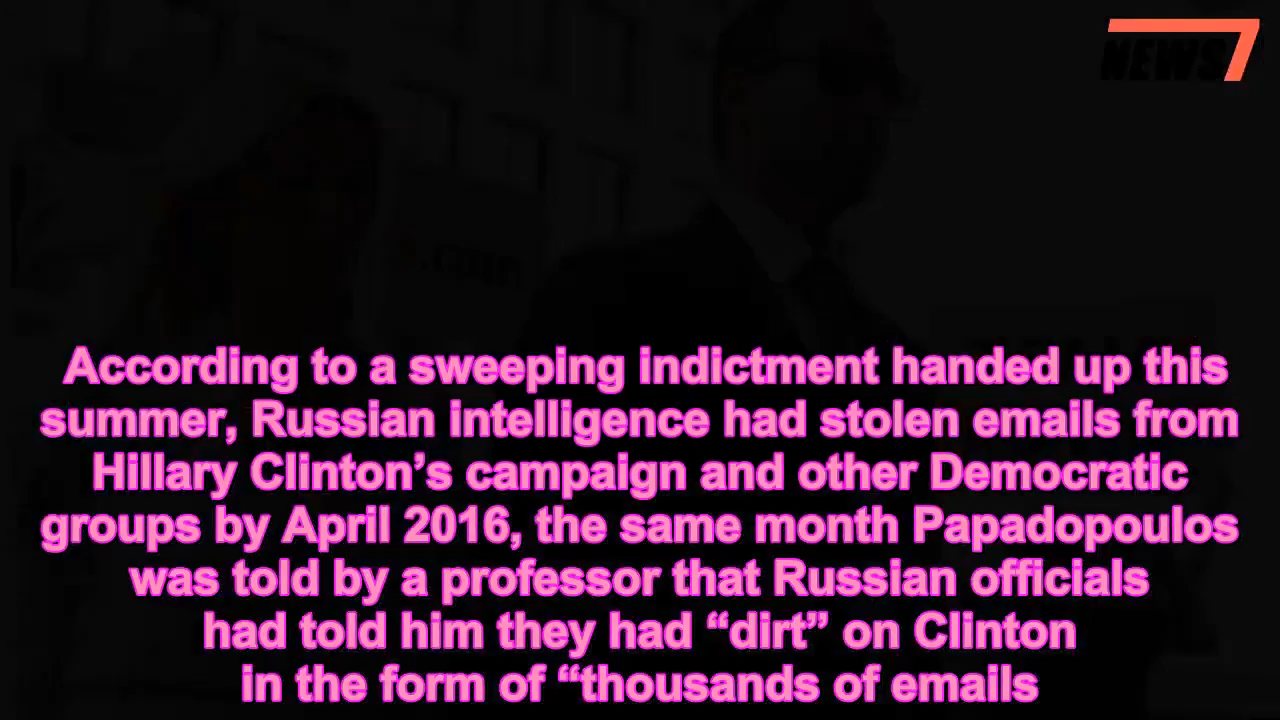 NEWS7
According to a sweeping indictment handed up this
summer, Russian intelligence had stolen emails from
Hillary Clinton’s campaign and other Democratic
groups by April 2016, the same month Papadopoulos
was told by a professor that Russian officials
had told him they had “dirt” on Clinton
in the form of “thousands of emails